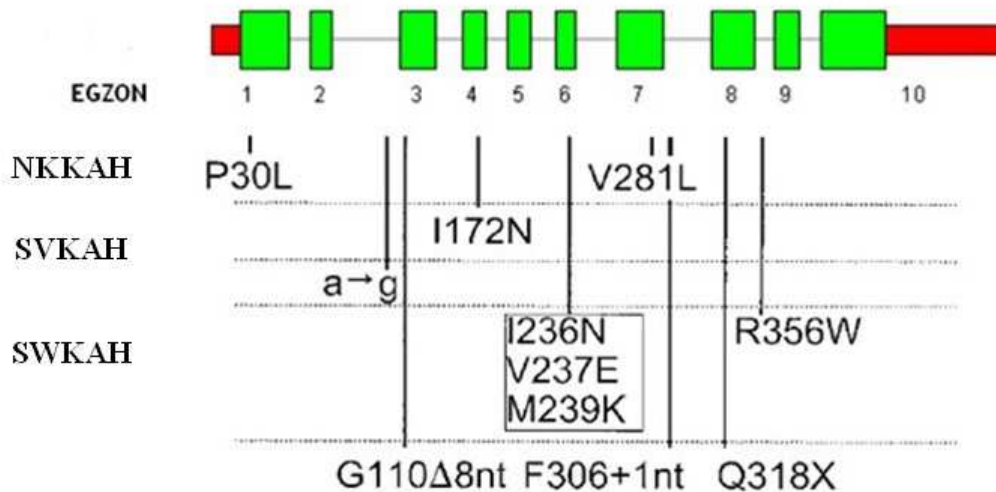 EGZON 1 2 3 4 5 6 7 8 9 10
NKKAH P30L V281L
I172N
SVKAH
a→g
I236N R356W
SWKAH
V237E
M239K
G110Δ8nt F306+1nt Q318X